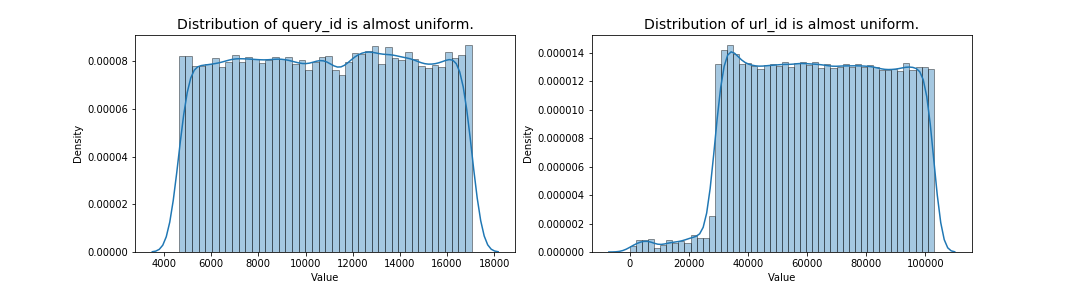 Distribution of query_id is almost uniform.
0.00008
0.00006
0.00004
0.00002
0.00000
Density
4000 6000 8000 10000 12000 14000 16000 18000
Value
Distribution of url_id is almost uniform.
0.000014
0.000012
0.000010
0.000008
0.000006
0.000004
0.000002
0.000000
Density
0 20000 40000 60000 80000 100000
Value